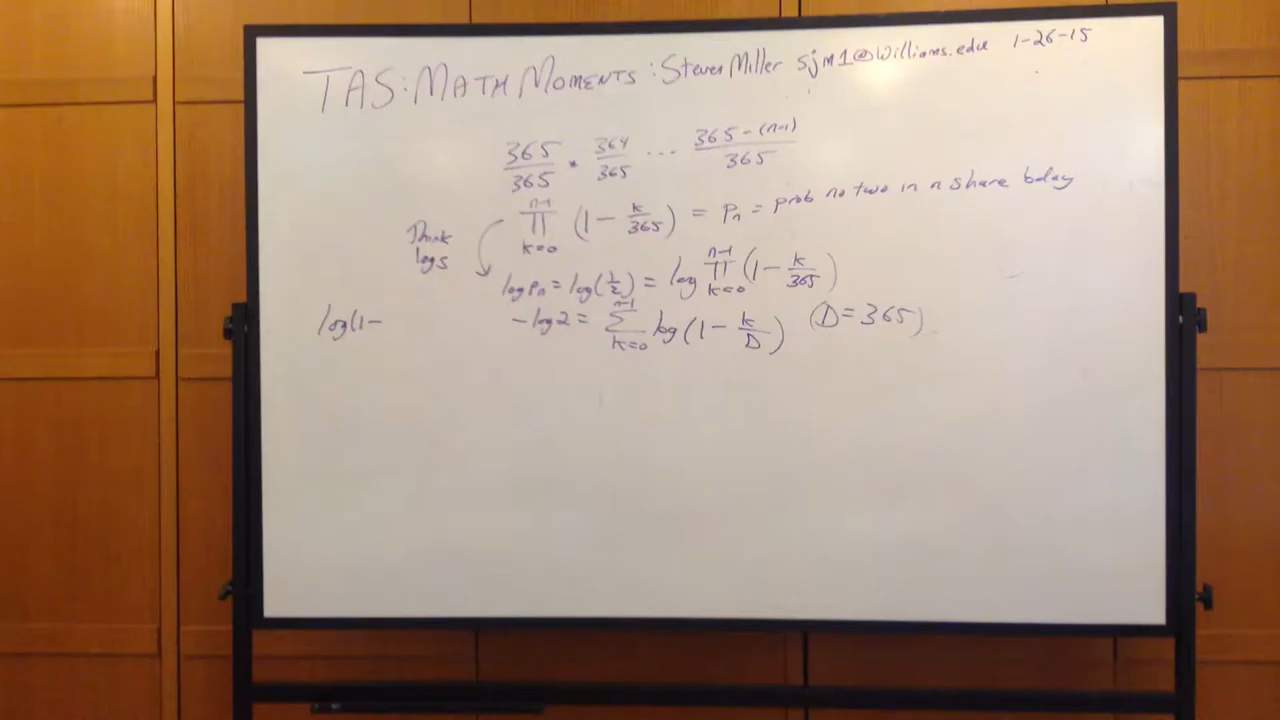 TAS: MATH MOMENTS: Steven Miller sjm1@Williams.edu 1-26-15
365/365 * 364/365 ... 365-(n-1)/365
∏_{k=0}^{n-1} (1 - k/365) = p_n = prob no two in n share bday
Think
logs
log p_n = log(1/2) = log ∏_{k=0}^{n-1} (1 - k/365)
log(1- -log 2 = ∑_{k=0}^{n-1} log(1 - k/D) (D=365)